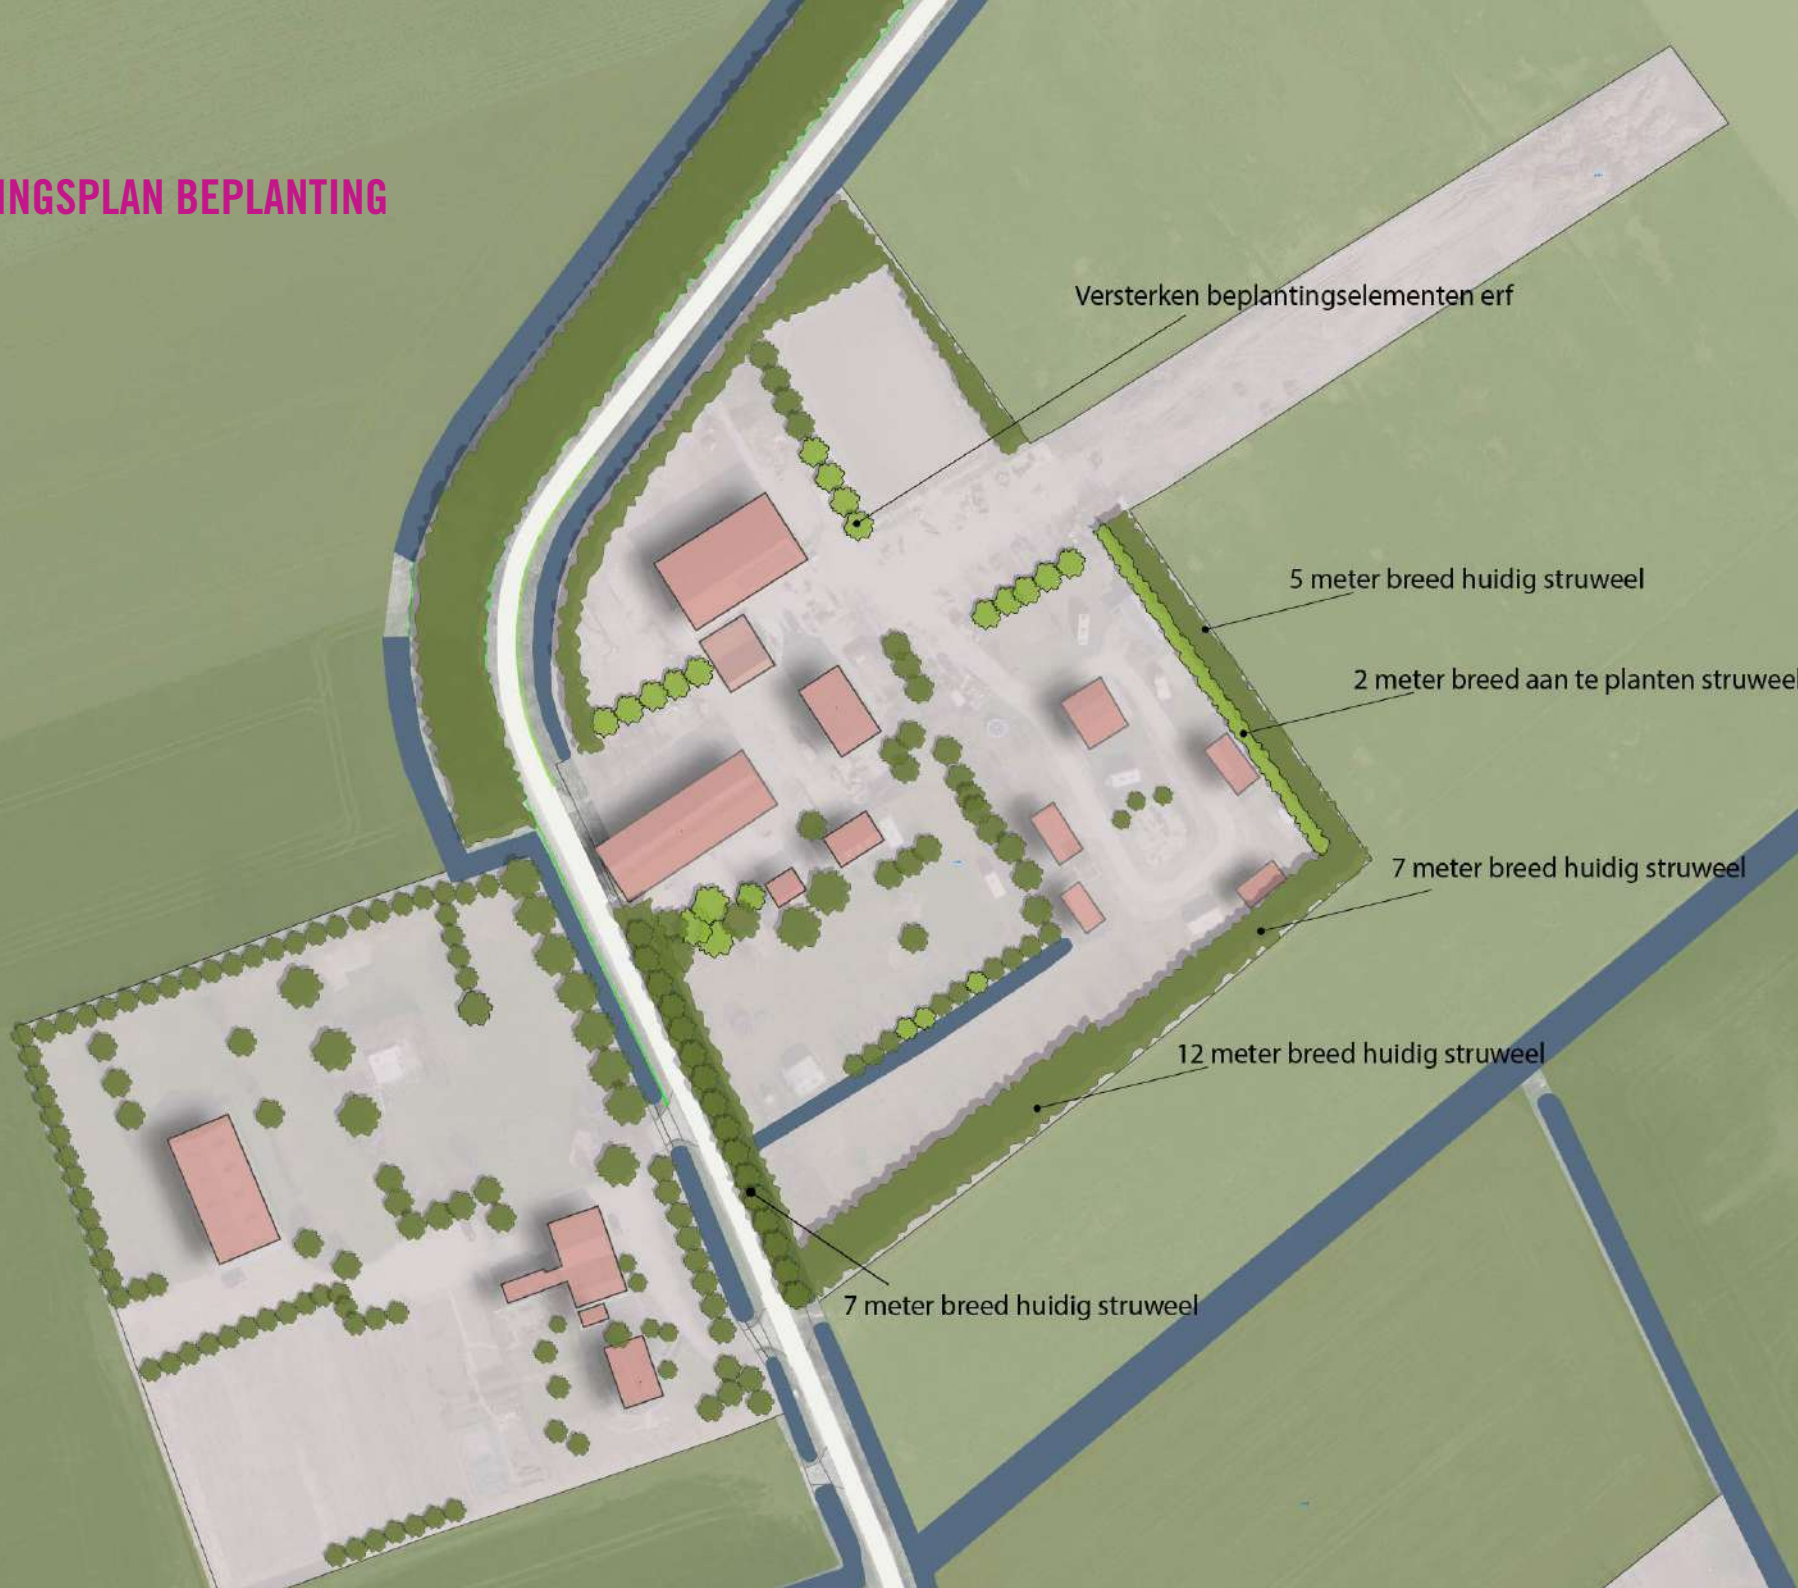 INGSPLAN BEPLANTING
Versterken beplantingselementen erf
5 meter breed huidig struweel
2 meter breed aan te planten struweel
7 meter breed huidig struweel
12 meter breed huidig struweel
7 meter breed huidig struweel